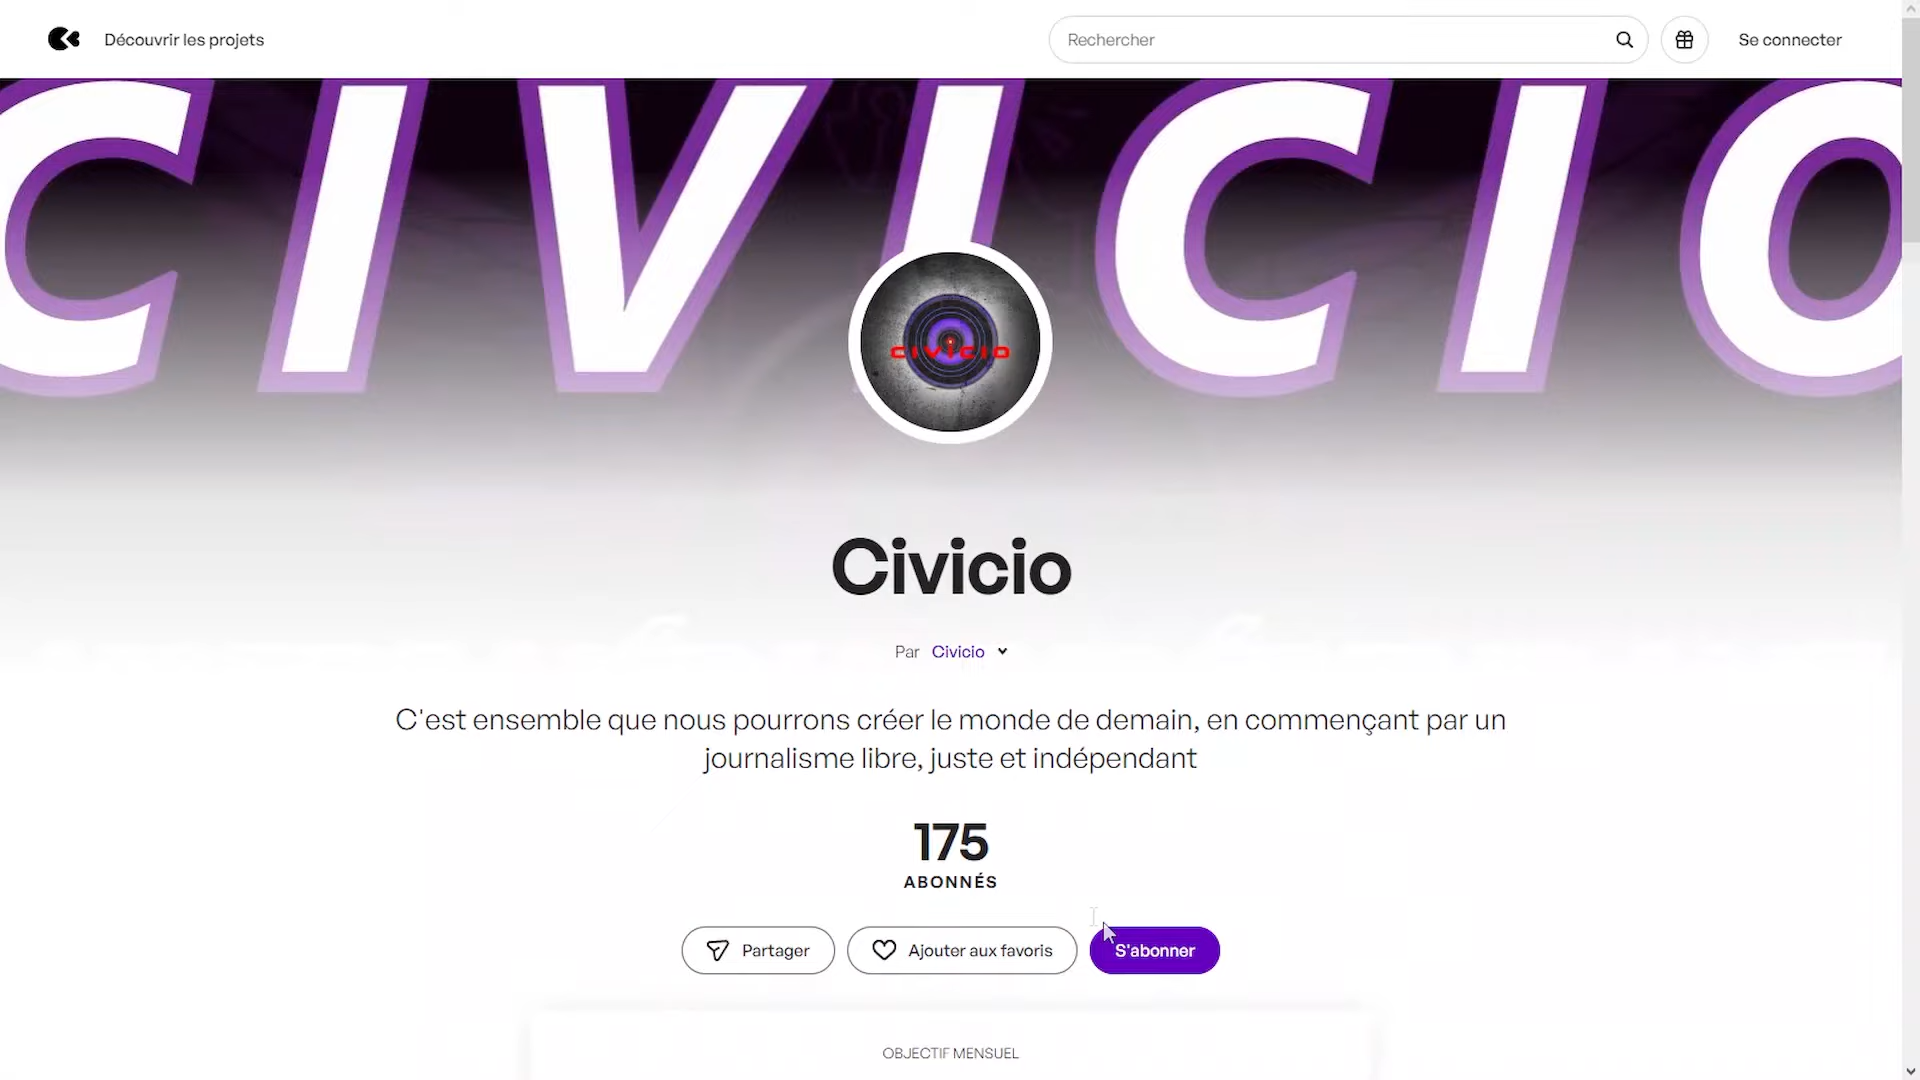 Découvrir les projets
Rechercher
Se connecter
CIVICIO
civicio
Civicio
Par Civicio
C'est ensemble que nous pourrons créer le monde de demain, en commençant par un
journalisme libre, juste et indépendant
175
ABONNÉS
Partager
Ajouter aux favoris
S'abonner
OBJECTIF MENSUEL